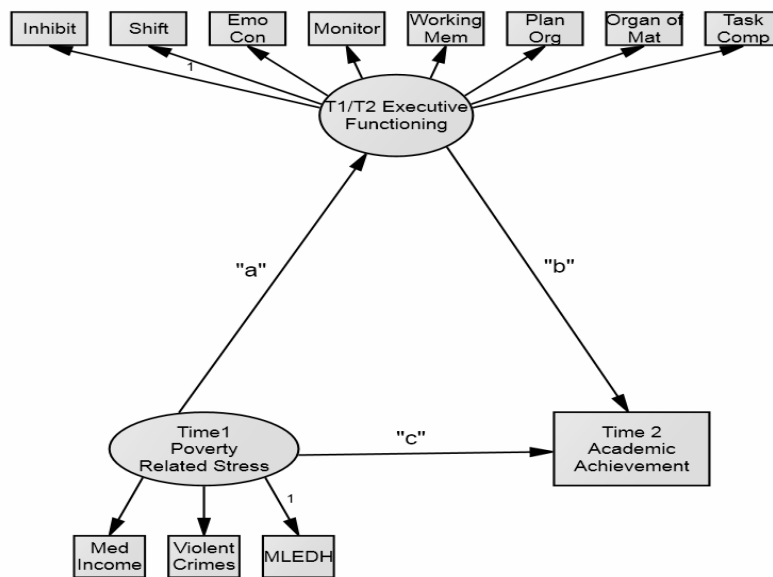 Inhibit
Shift
Emo
Con
Monitor
Working
Mem
Plan
Org
Organ of
Mat
Task
Comp
1
T1/T2 Executive
Functioning
"a"
"b"
Time1
Poverty
Related Stress
"c"
Time 2
Academic
Achievement
1
Med
Income
Violent
Crimes
MLEDH